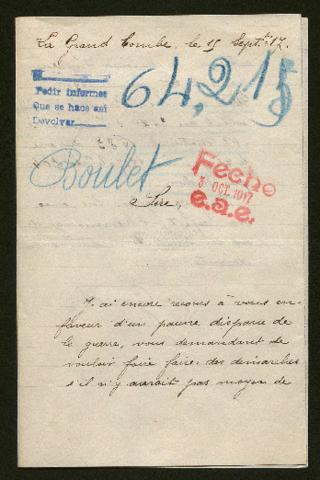 La Grand Combe, le 15 Sept. 17.
Pedir informes
Que se hace así
Devolver
64,215
Boulet
Fecho
3 OCT. 1917
e.a.e.
Sire,
J'ai encore recours à vous en
faveur d'un pauvre disparu de
la guerre, vous demandant de
vouloir faire faire des démarches
s'il n'y aurait pas moyen de